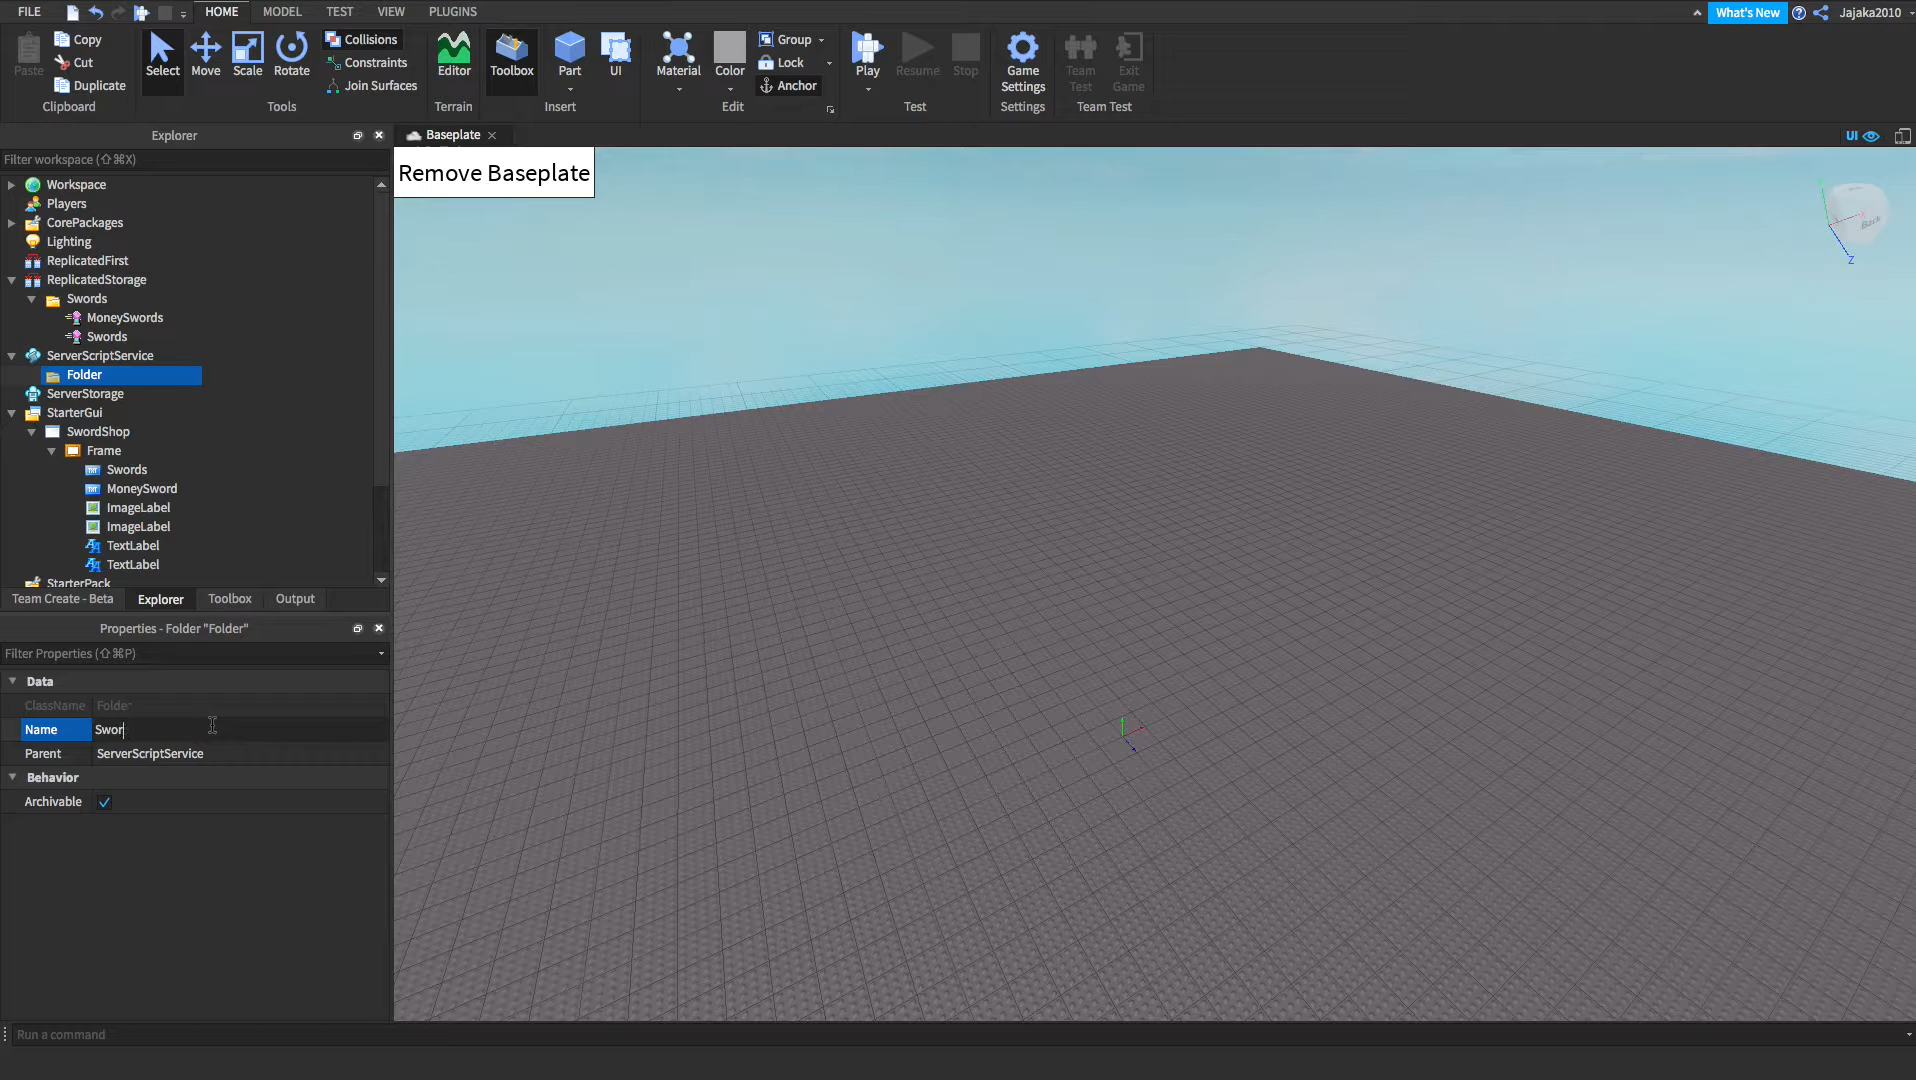 FILE HOME MODEL TEST VIEW PLUGINS What's New Jajaka2010
Paste Copy Cut Duplicate Clipboard
Select Move Scale Rotate Collisions Constraints Join Surfaces Tools
Editor Terrain
Toolbox Part UI Insert
Material Color Group Lock Anchor Edit
Play Resume Stop Test
Game Settings Settings
Team Test Exit Game Team Test
Explorer
Filter workspace (⇧⌘X)
Workspace
Players
CorePackages
Lighting
ReplicatedFirst
ReplicatedStorage
Swords
MoneySwords
Swords
ServerScriptService
Folder
ServerStorage
StarterGui
SwordShop
Frame
Swords
MoneySword
ImageLabel
ImageLabel
TextLabel
TextLabel
StarterPack
Team Create - Beta Explorer Toolbox Output
Properties - Folder "Folder"
Filter Properties (⇧⌘P)
Data
ClassName Folder
Name Swor
Parent ServerScriptService
Behavior
Archivable
Baseplate
UI
Remove Baseplate
Back
Z
Run a command